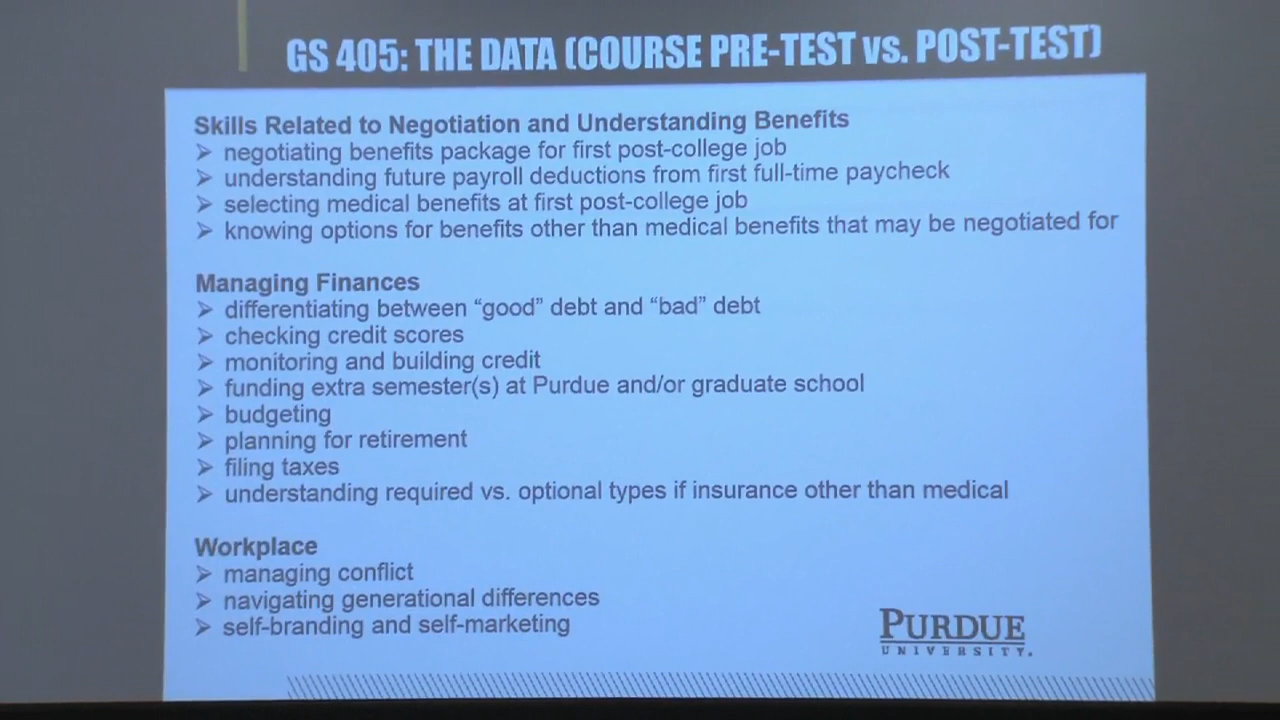 GS 405: THE DATA (COURSE PRE-TEST vs. POST-TEST)
Skills Related to Negotiation and Understanding Benefits
➢ negotiating benefits package for first post-college job
➢ understanding future payroll deductions from first full-time paycheck
➢ selecting medical benefits at first post-college job
➢ knowing options for benefits other than medical benefits that may be negotiated for
Managing Finances
➢ differentiating between “good” debt and “bad” debt
➢ checking credit scores
➢ monitoring and building credit
➢ funding extra semester(s) at Purdue and/or graduate school
➢ budgeting
➢ planning for retirement
➢ filing taxes
➢ understanding required vs. optional types if insurance other than medical
Workplace
➢ managing conflict
➢ navigating generational differences
➢ self-branding and self-marketing
PURDUE
UNIVERSITY.